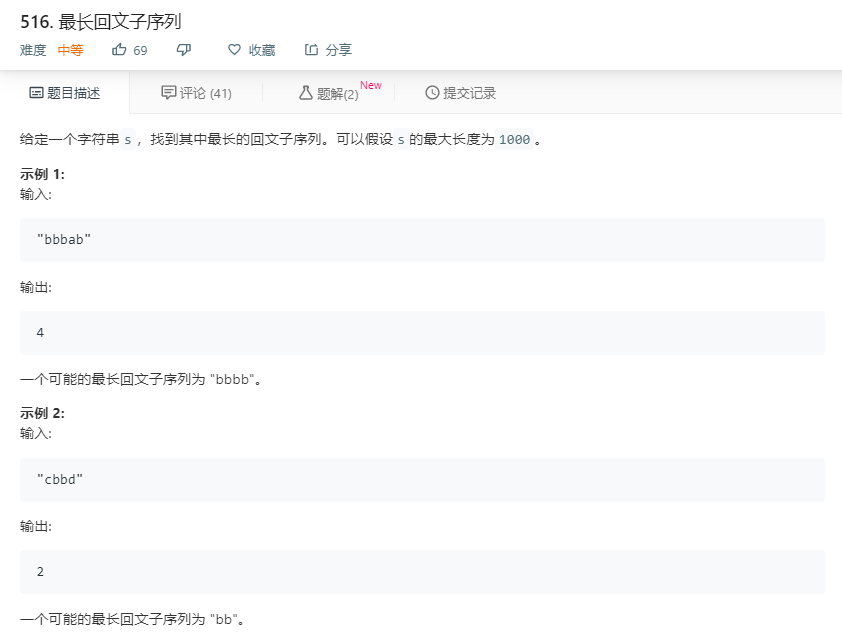 516. 最长回文子序列
难度 中等 69 收藏 分享
题目描述 评论 (41) 题解(2) New 提交记录
给定一个字符串 s ，找到其中最长的回文子序列。可以假设 s 的最大长度为 1000 。
示例 1:
输入:
"bbbab"
输出:
4
一个可能的最长回文子序列为 "bbbb"。
示例 2:
输入:
"cbbd"
输出:
2
一个可能的最长回文子序列为 "bb"。